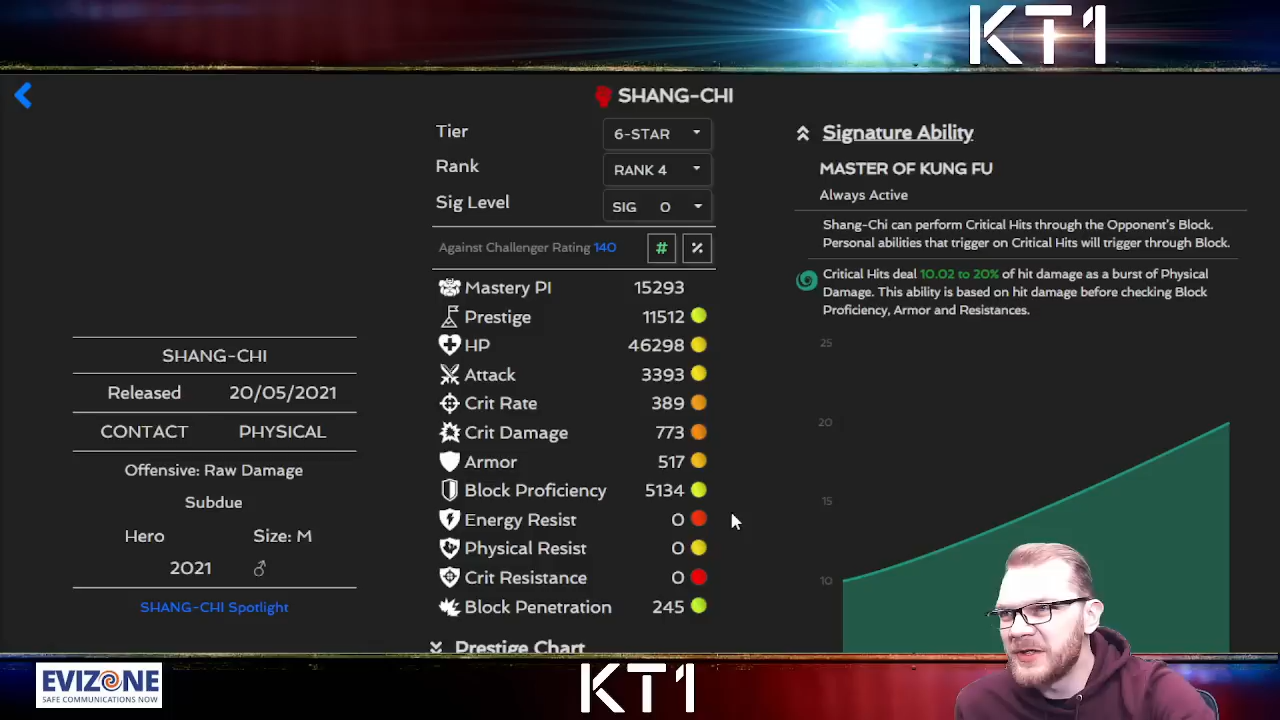 KT1
SHANG-CHI
Tier 6-STAR
Rank RANK 4
Sig Level SIG 0
Against Challenger Rating 140 # %
Mastery PI 15293
Prestige 11512
HP 46298
Attack 3393
Crit Rate 389
Crit Damage 773
Armor 517
Block Proficiency 5134
Energy Resist 0
Physical Resist 0
Crit Resistance 0
Block Penetration 245
Prestige Chart
SHANG-CHI
Released 20/05/2021
CONTACT PHYSICAL
Offensive: Raw Damage
Subdue
Hero Size: M
2021 ♂
SHANG-CHI Spotlight
Signature Ability
MASTER OF KUNG FU
Always Active
Shang-Chi can perform Critical Hits through the Opponent's Block.
Personal abilities that trigger on Critical Hits will trigger through Block.
Critical Hits deal 10.02 to 20% of hit damage as a burst of Physical
Damage. This ability is based on hit damage before checking Block
Proficiency, Armor and Resistances.
25
20
15
10
EVIZONE
SAFE COMMUNICATIONS NOW
KT1